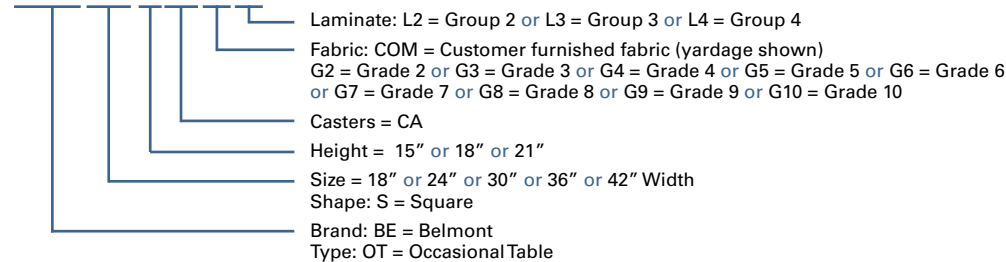 Laminate: L2 = Group 2 or L3 = Group 3 or L4 = Group 4
Fabric: COM = Customer furnished fabric (yardage shown)
G2 = Grade 2 or G3 = Grade 3 or G4 = Grade 4 or G5 = Grade 5 or G6 = Grade 6
or G7 = Grade 7 or G8 = Grade 8 or G9 = Grade 9 or G10 = Grade 10
Casters = CA
Height = 15″ or 18″ or 21″
Size = 18″ or 24″ or 30″ or 36″ or 42″ Width
Shape: S = Square
Brand: BE = Belmont
Type: OT = Occasional Table